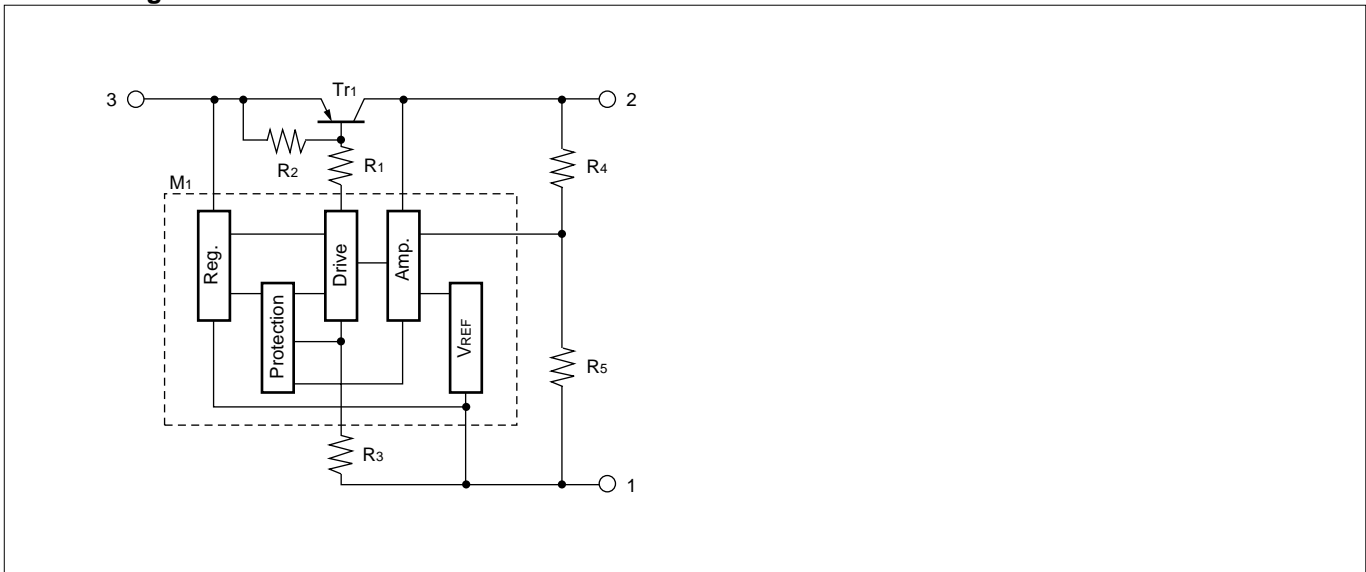 3
Tr1
2
R2
R1
R4
M1
Reg.
Drive
Amp.
Protection
VREF
R5
R3
1